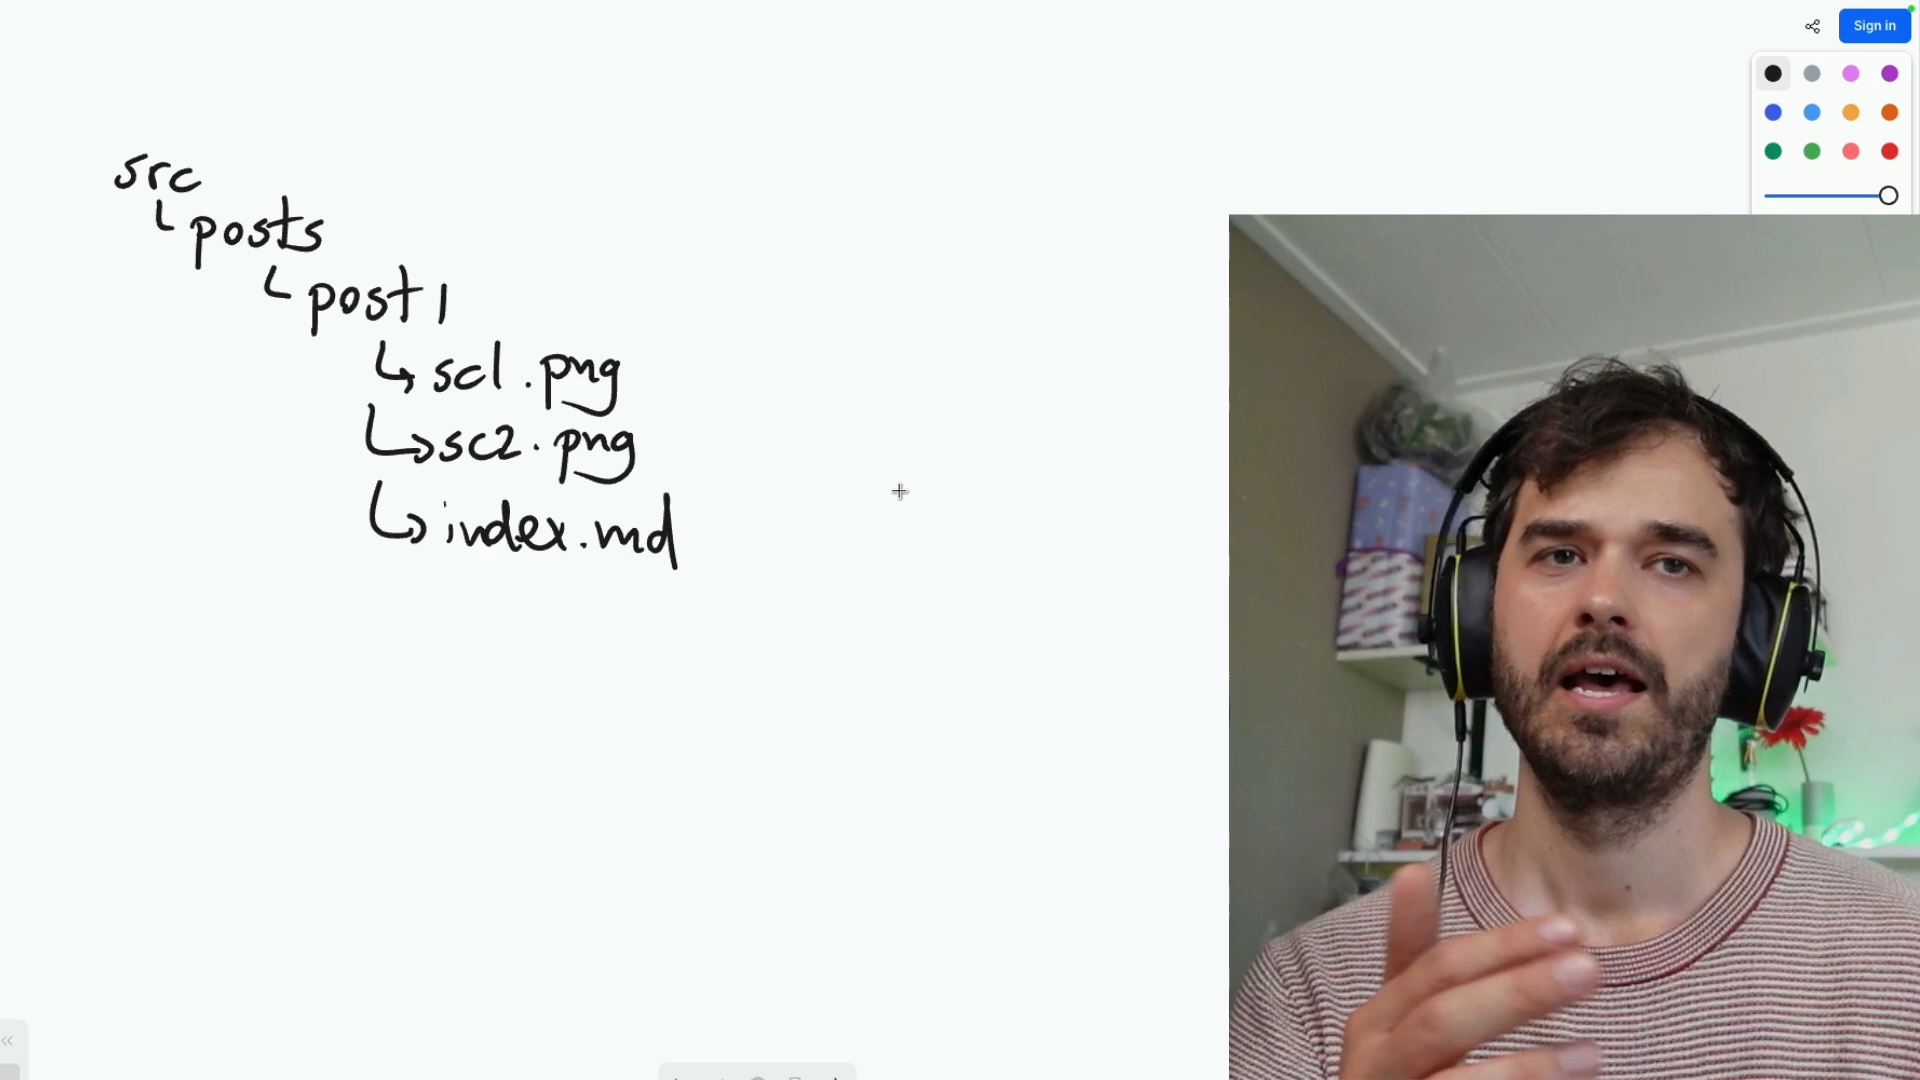 Sign in
src
posts
post1
sc1.png
sc2.png
index.md